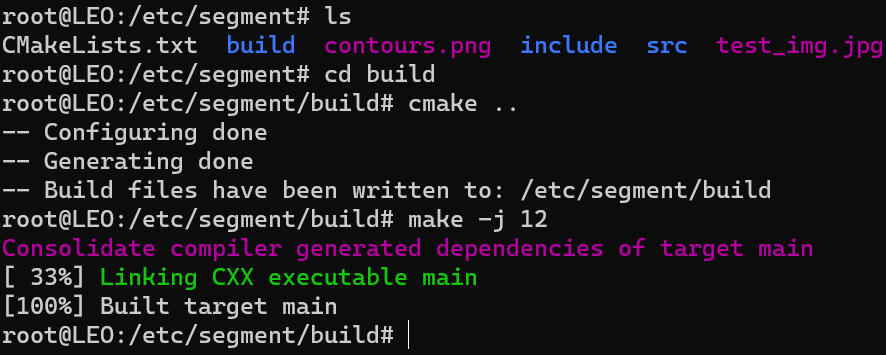 root@LEO:/etc/segment# ls
CMakeLists.txt  build  contours.png  include  src  test_img.jpg
root@LEO:/etc/segment# cd build
root@LEO:/etc/segment/build# cmake ..
-- Configuring done
-- Generating done
-- Build files have been written to: /etc/segment/build
root@LEO:/etc/segment/build# make -j 12
Consolidate compiler generated dependencies of target main
[ 33%] Linking CXX executable main
[100%] Built target main
root@LEO:/etc/segment/build#